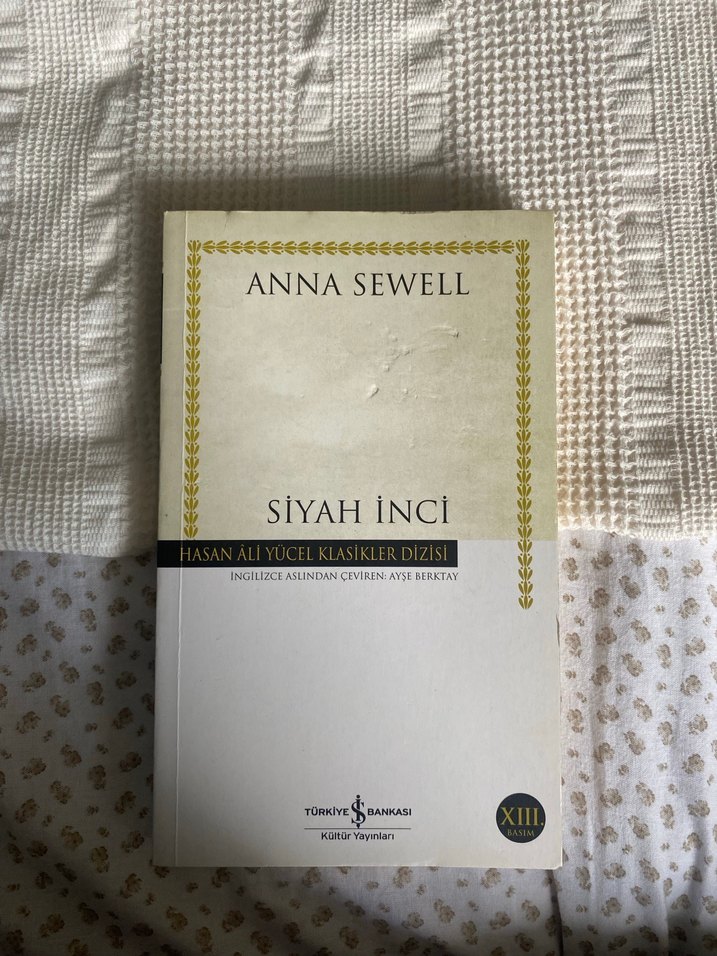 ANNA SEWELL
SİYAH İNCİ
HASAN ÂLİ YÜCEL KLASİKLER DİZİSİ
İNGİLİZCE ASLINDAN ÇEVİREN: AYŞE BERKTAY
TÜRKİYE İŞ BANKASI
Kültür Yayınları
XIII.
BASIM